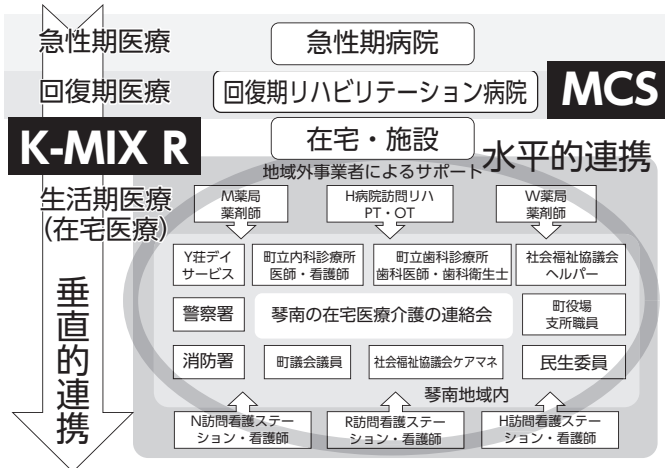 急性期医療
急性期病院
回復期医療
回復期リハビリテーション病院
MCS
K-MIX R
在宅・施設
水平的連携
地域外事業者によるサポート
生活期医療
(在宅医療)
M薬局
薬剤師
H病院訪問リハ
PT・OT
W薬局
薬剤師
Y荘デイ
サービス
町立内科診療所
医師・看護師
町立歯科診療所
歯科医師・歯科衛生士
社会福祉協議会
ヘルパー
警察署
琴南の在宅医療介護の連絡会
町役場
支所職員
消防署
町議会議員
社会福祉協議会ケアマネ
民生委員
琴南地域内
垂直的連携
N訪問看護ステー
ション・看護師
R訪問看護ステー
ション・看護師
H訪問看護ステー
ション・看護師